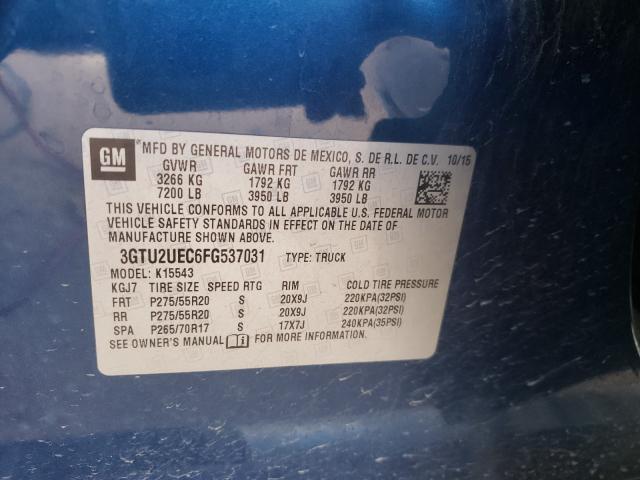 GM
MFD BY GENERAL MOTORS DE MEXICO, S. DE R.L. DE C.V. 10/15
GVWR GAWR FRT GAWR RR
3266 KG 1792 KG 1792 KG
7200 LB 3950 LB 3950 LB
THIS VEHICLE CONFORMS TO ALL APPLICABLE U.S. FEDERAL MOTOR
VEHICLE SAFETY STANDARDS IN EFFECT ON THE DATE OF
MANUFACTURE SHOWN ABOVE.
3GTU2UEC6FG537031 TYPE: TRUCK
MODEL: K15543
KGJ7 TIRE SIZE SPEED RTG RIM COLD TIRE PRESSURE
FRT P275/55R20 S 20X9J 220KPA(32PSI)
RR P275/55R20 S 20X9J 220KPA(32PSI)
SPA P265/70R17 S 17X7J 240KPA(35PSI)
SEE OWNER'S MANUAL FOR MORE INFORMATION.